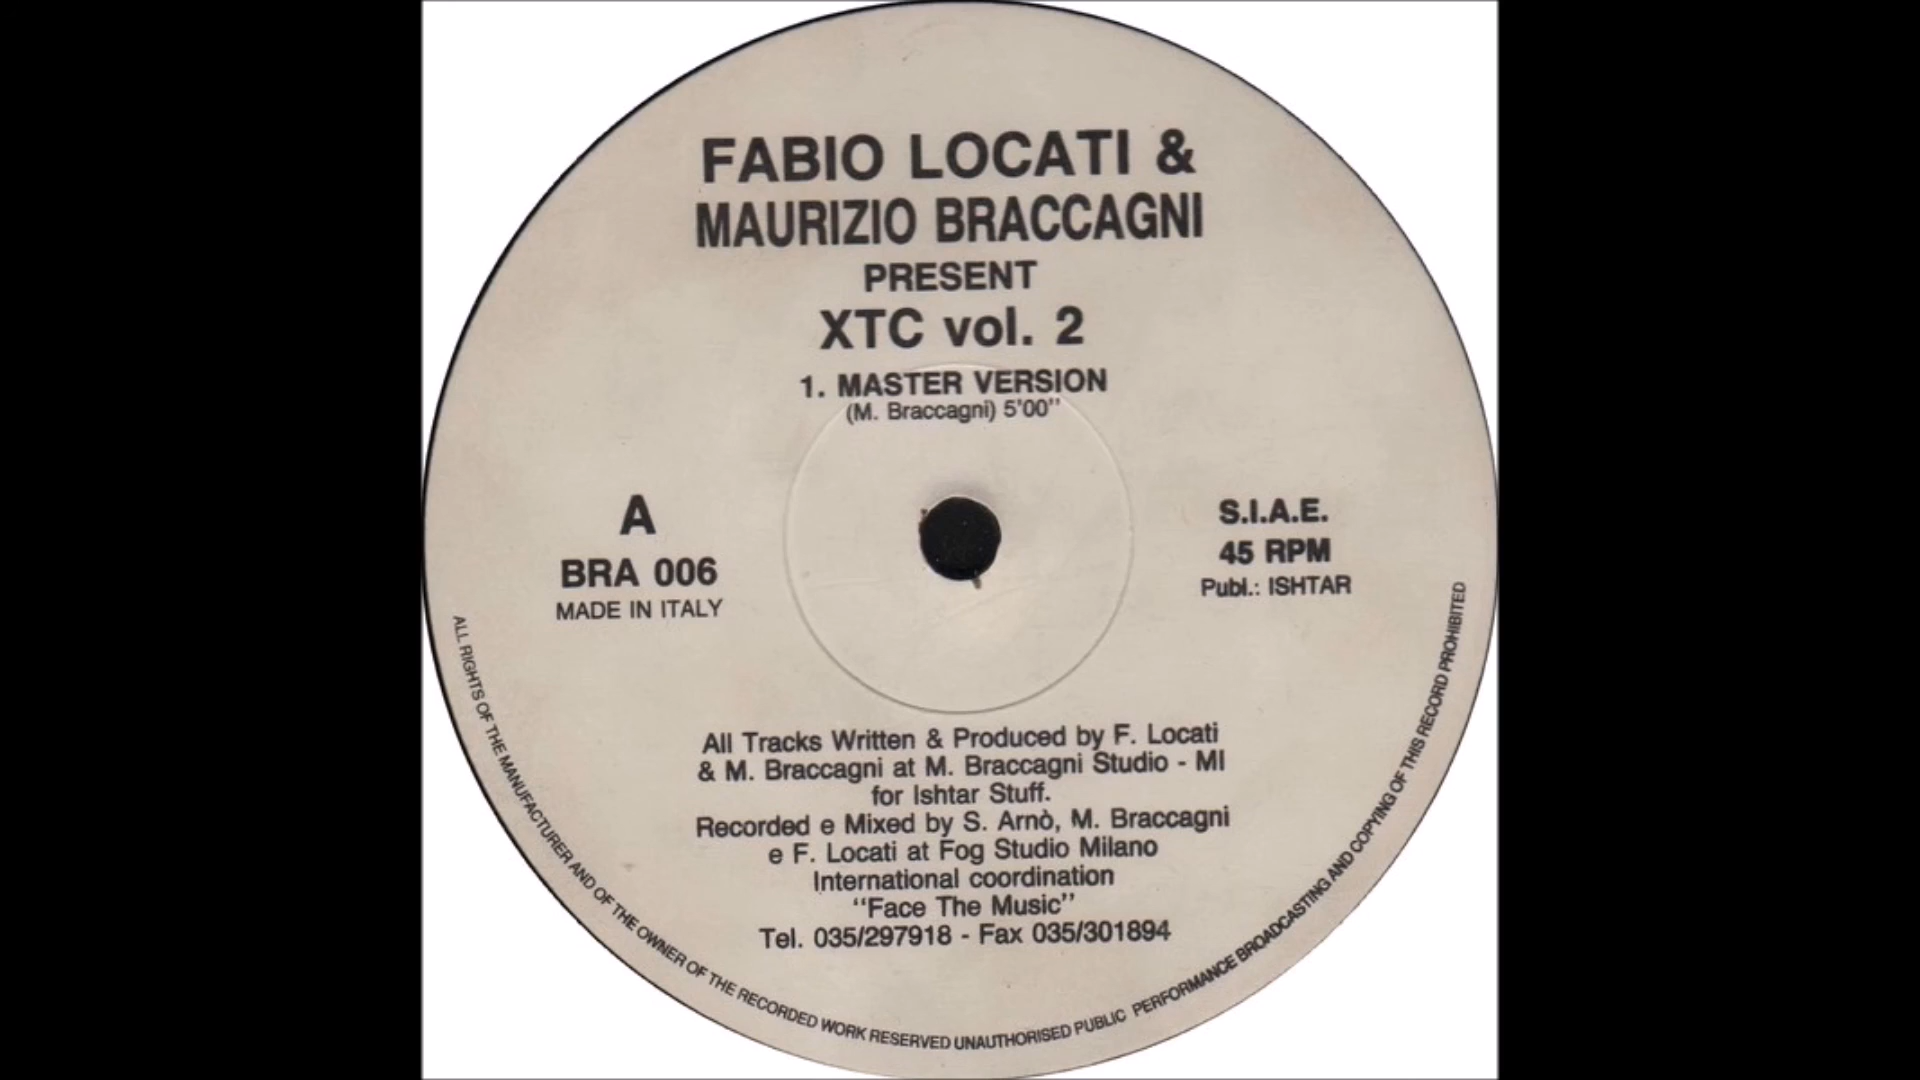 FABIO LOCATI &
MAURIZIO BRACCAGNI
PRESENT
XTC vol. 2
1. MASTER VERSION
(M. Braccagni) 5'00''
A
BRA 006
MADE IN ITALY
S.I.A.E.
45 RPM
Publ.: ISHTAR
All Tracks Written & Produced by F. Locati
& M. Braccagni at M. Braccagni Studio - MI
for Ishtar Stuff.
Recorded e Mixed by S. Arnò, M. Braccagni
e F. Locati at Fog Studio Milano
International coordination
''Face The Music''
Tel. 035/297918 - Fax 035/301894
ALL RIGHTS OF THE MANUFACTURER AND OF THE OWNER OF THE RECORDED WORK RESERVED UNAUTHORISED PUBLIC PERFORMANCE BROADCASTING AND COPYING OF THIS RECORD PROHIBITED